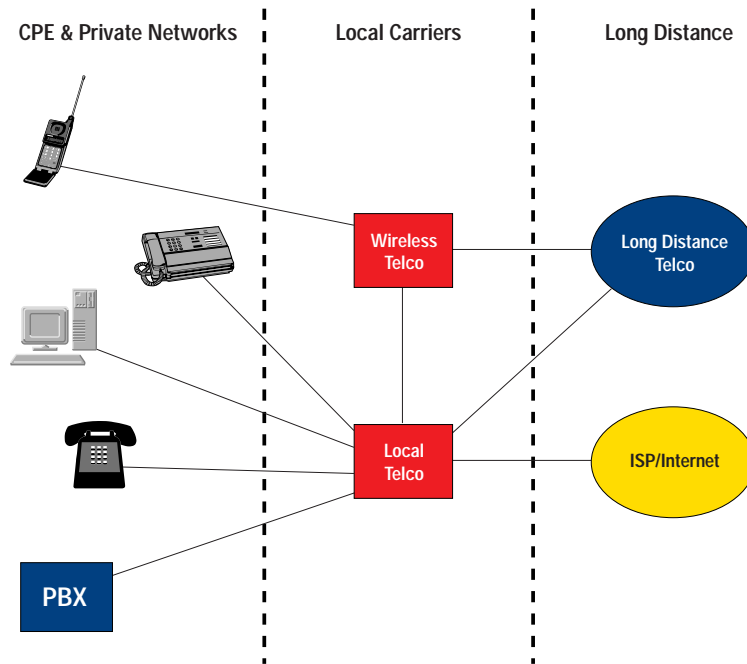 CPE & Private Networks
Local Carriers
Long Distance
Wireless
Telco
Long Distance
Telco
Local
Telco
ISP/Internet
PBX